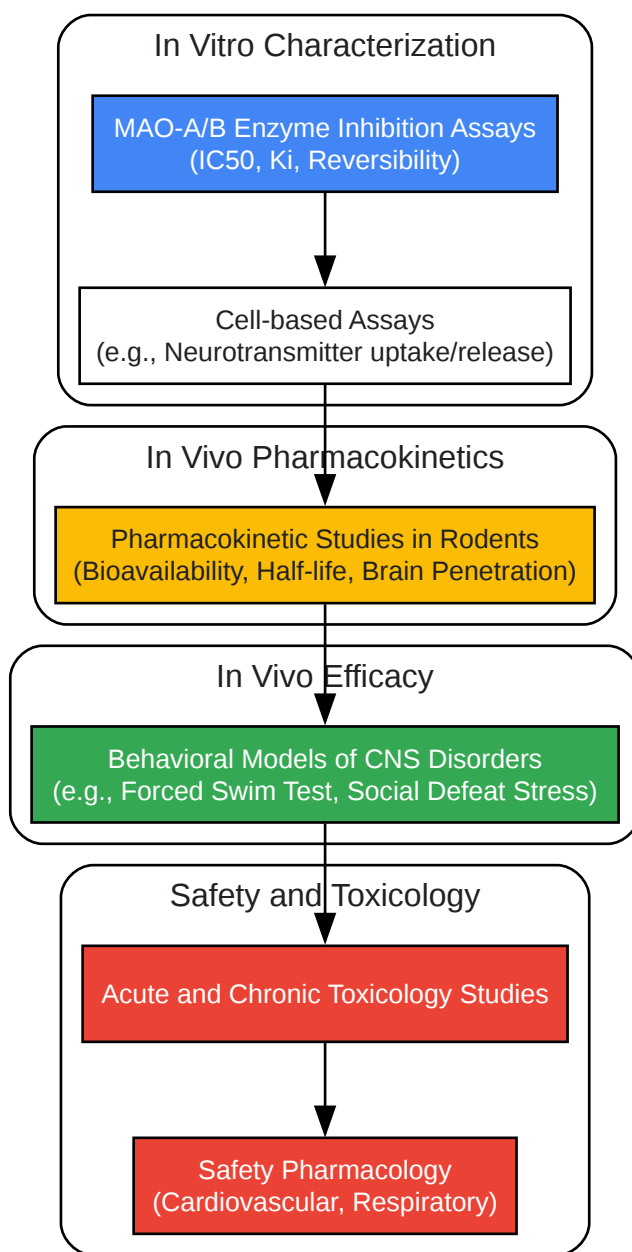 In Vitro Characterization
MAO-A/B Enzyme Inhibition Assays
(IC50, Ki, Reversibility)
Cell-based Assays
(e.g., Neurotransmitter uptake/release)
In Vivo Pharmacokinetics
Pharmacokinetic Studies in Rodents
(Bioavailability, Half-life, Brain Penetration)
In Vivo Efficacy
Behavioral Models of CNS Disorders
(e.g., Forced Swim Test, Social Defeat Stress)
Safety and Toxicology
Acute and Chronic Toxicology Studies
Safety Pharmacology
(Cardiovascular, Respiratory)